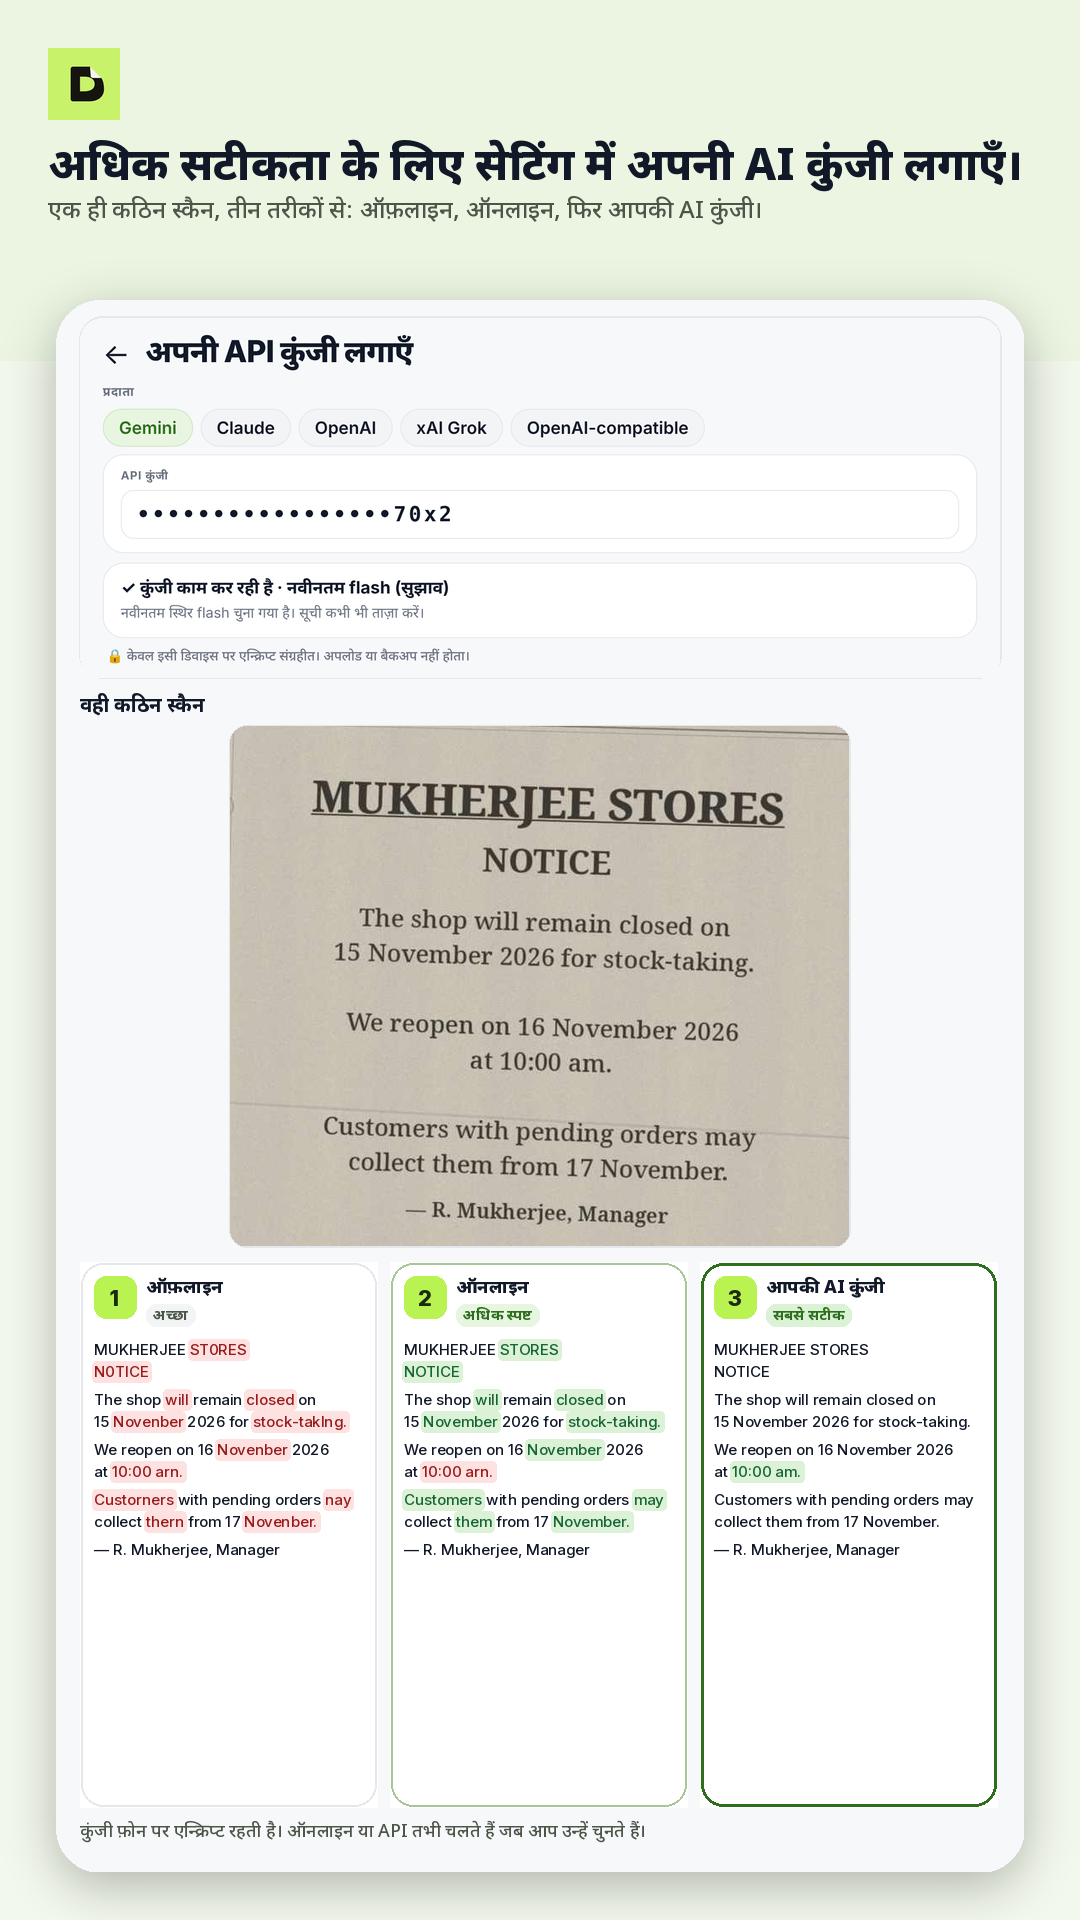 अधिक सटीकता के लिए सेटिंग में अपनी AI कुंजी लगाएँ।
एक ही कठिन स्कैन, तीन तरीकों से: ऑफ़लाइन, ऑनलाइन, फिर आपकी AI कुंजी।
← अपनी API कुंजी लगाएँ
प्रदाता
Gemini Claude OpenAI xAI Grok OpenAI-compatible
API कुंजी
•••••••••••••••••70x2
✓ कुंजी काम कर रही है · नवीनतम flash (सुझाव)
नवीनतम स्थिर flash चुना गया है। सूची कभी भी ताज़ा करें।
🔒 केवल इसी डिवाइस पर एन्क्रिप्ट संग्रहीत। अपलोड या बैकअप नहीं होता।
वही कठिन स्कैन
MUKHERJEE STORES
NOTICE
The shop will remain closed on
15 November 2026 for stock-taking.
We reopen on 16 November 2026
at 10:00 am.
Customers with pending orders may
collect them from 17 November.
— R. Mukherjee, Manager
1 ऑफ़लाइन
अच्छा
MUKHERJEE ST0RES
N0TICE
The shop will remain closed on
15 Novenber 2026 for stock-taklng.
We reopen on 16 Novenber 2026
at 10:00 arn.
Custorners with pending orders nay
collect thern from 17 Novenber.
— R. Mukherjee, Manager
2 ऑनलाइन
अधिक स्पष्ट
MUKHERJEE STORES
NOTICE
The shop will remain closed on
15 November 2026 for stock-taking.
We reopen on 16 November 2026
at 10:00 arn.
Customers with pending orders may
collect them from 17 November.
— R. Mukherjee, Manager
3 आपकी AI कुंजी
सबसे सटीक
MUKHERJEE STORES
NOTICE
The shop will remain closed on
15 November 2026 for stock-taking.
We reopen on 16 November 2026
at 10:00 am.
Customers with pending orders may
collect them from 17 November.
— R. Mukherjee, Manager
कुंजी फ़ोन पर एन्क्रिप्ट रहती है। ऑनलाइन या API तभी चलते हैं जब आप उन्हें चुनते हैं।